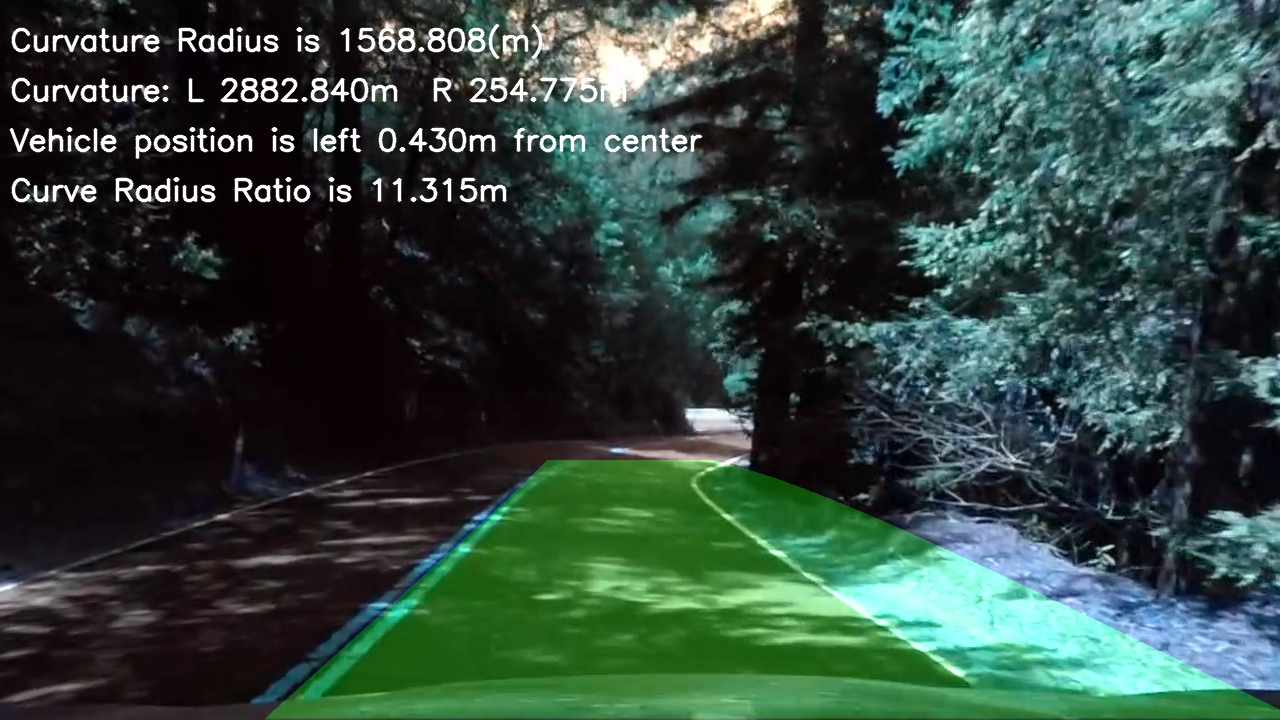 Curvature Radius is 1568.808(m)
Curvature: L 2882.840m R 254.775m
Vehicle position is left 0.430m from center
Curve Radius Ratio is 11.315m